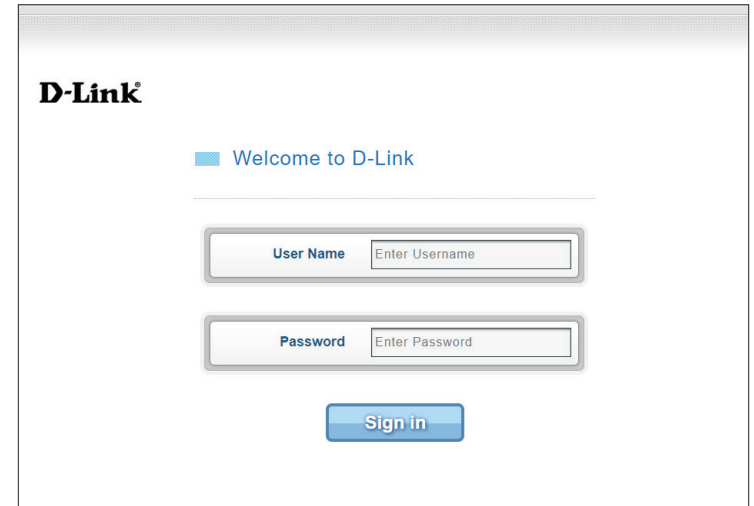 D-Link®
Welcome to D-Link
User Name Enter Username
Password Enter Password
Sign in